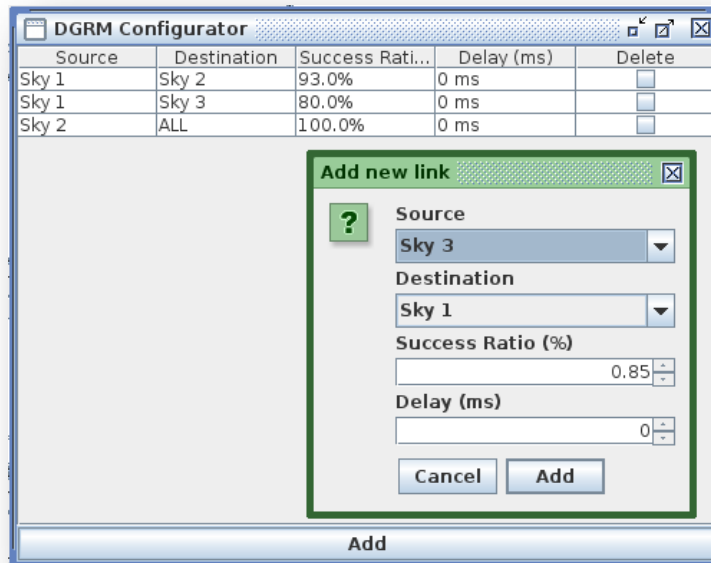 DGRM Configurator
Source Destination Success Rati... Delay (ms) Delete
Sky 1 Sky 2 93.0% 0 ms
Sky 1 Sky 3 80.0% 0 ms
Sky 2 ALL 100.0% 0 ms
Add new link
?
Source
Sky 3
Destination
Sky 1
Success Ratio (%)
0.85
Delay (ms)
0
Cancel Add
Add